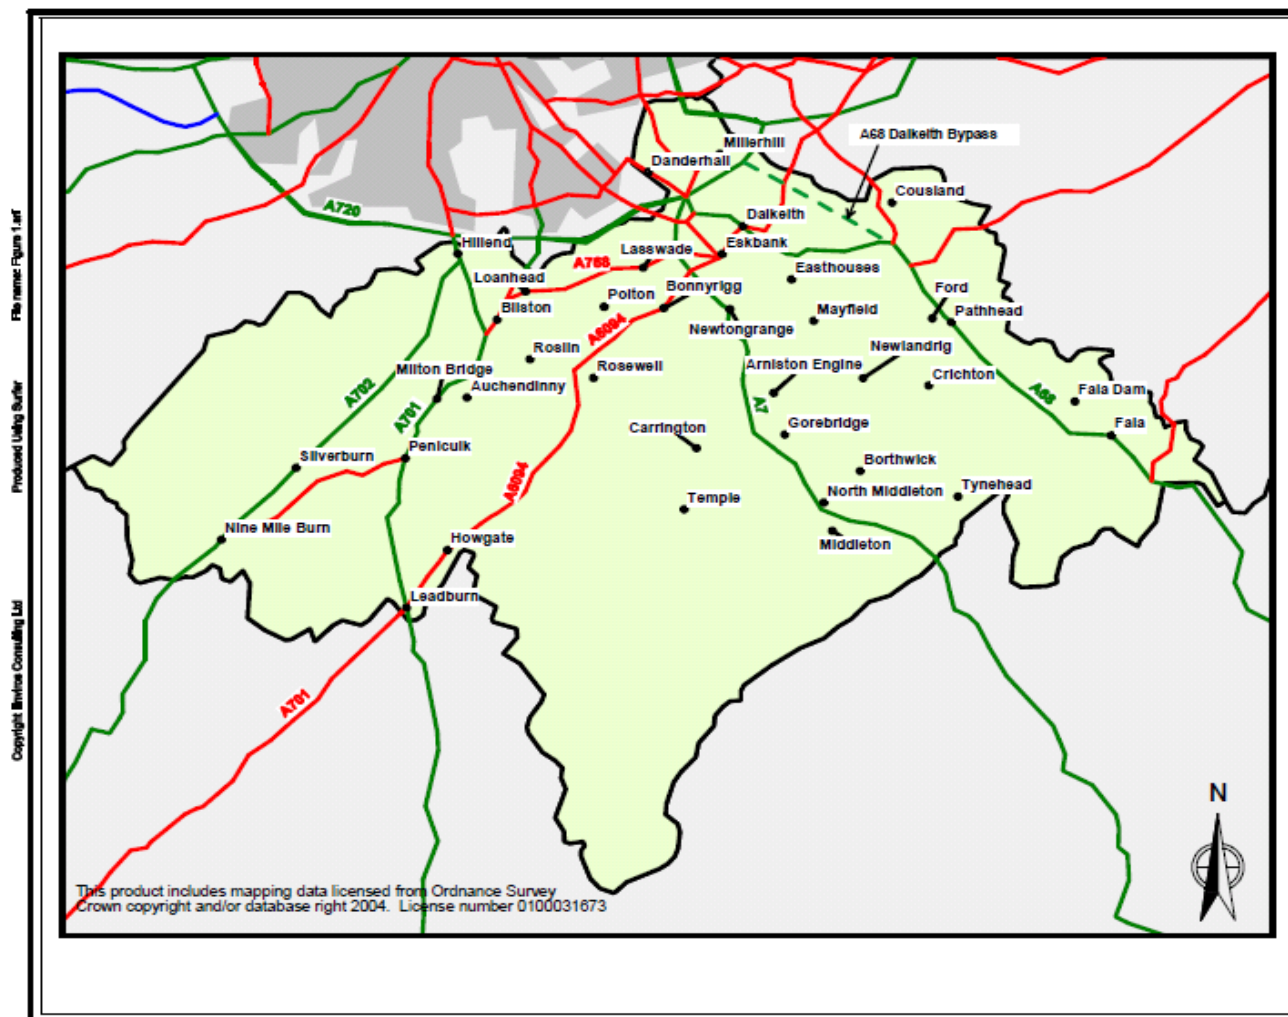 A68 Dalkeith Bypass
Millerhill
Danderhall
Cousland
A720
Dalkeith
Hillend
Lasswade
Eskbank
A768
Loanhead
Easthouses
Polton
Bonnyrigg
Ford
Bilston
Mayfield
Pathhead
A6094
Newtongrange
Roslin
Newlandrig
Milton Bridge
Rosewell
Arniston Engine
Crichton
A702
Auchendinny
A68
Fala Dam
A701
A7
Carrington
Gorebridge
Fala
Silverburn
Penicuik
Borthwick
A6094
Temple
North Middleton
Tynehead
Nine Mile Burn
Howgate
Middleton
Leadburn
A701
N
This product includes mapping data licensed from Ordnance Survey
Crown copyright and/or database right 2004. License number 0100031673
File name: Figure 1.srf
Produced Using Surfer
Copyright Enviros Consulting Ltd